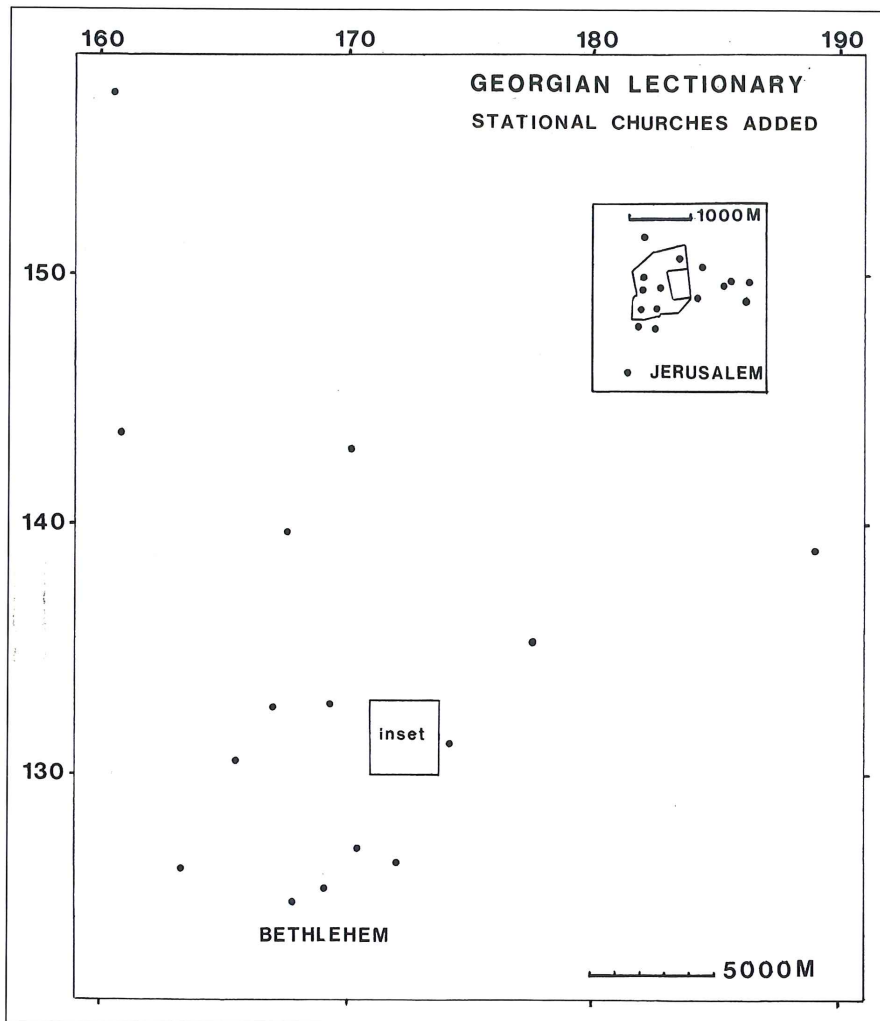 160 170 180 190
GEORGIAN LECTIONARY
STATIONAL CHURCHES ADDED
1000M
150
JERUSALEM
140
inset
130
BETHLEHEM
5000M